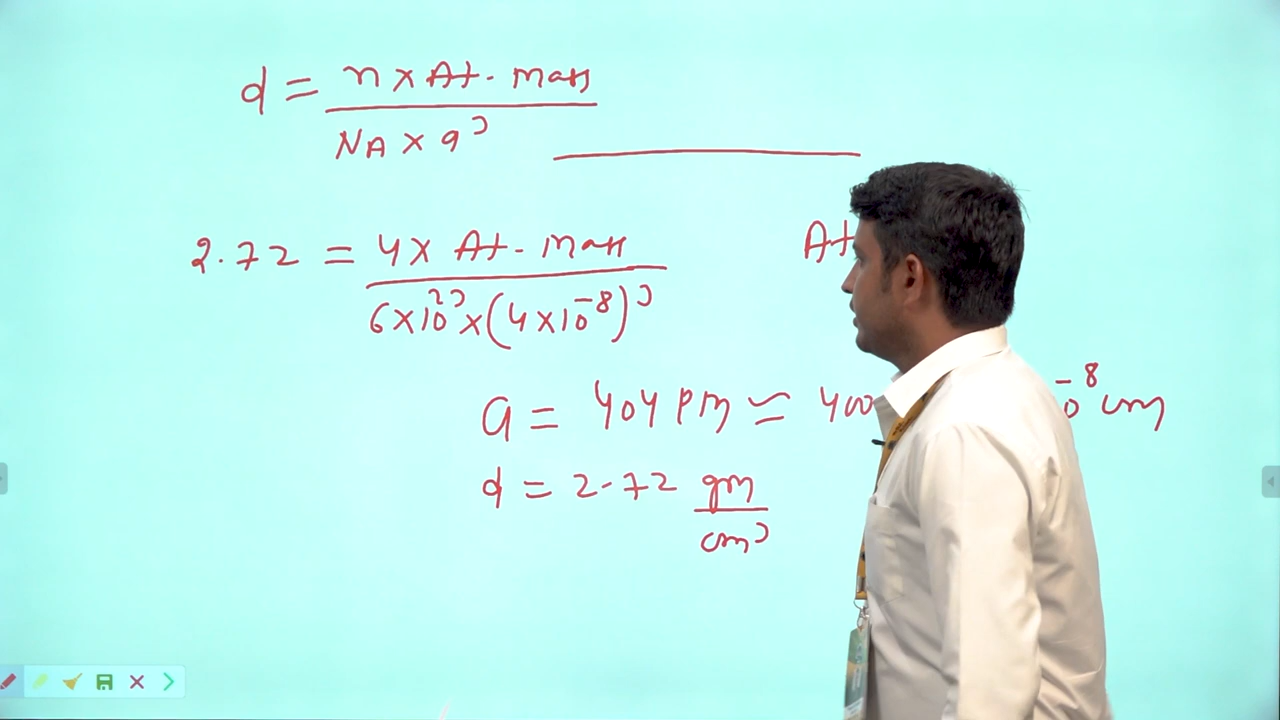 d = n × At. mass / NA × a³
2.72 = 4 × At. mass / 6×10²³×(4×10⁻⁸)³
At
a = 404 pm ≃ 400 ⁻⁸ cm
d = 2.72 gm/cm³